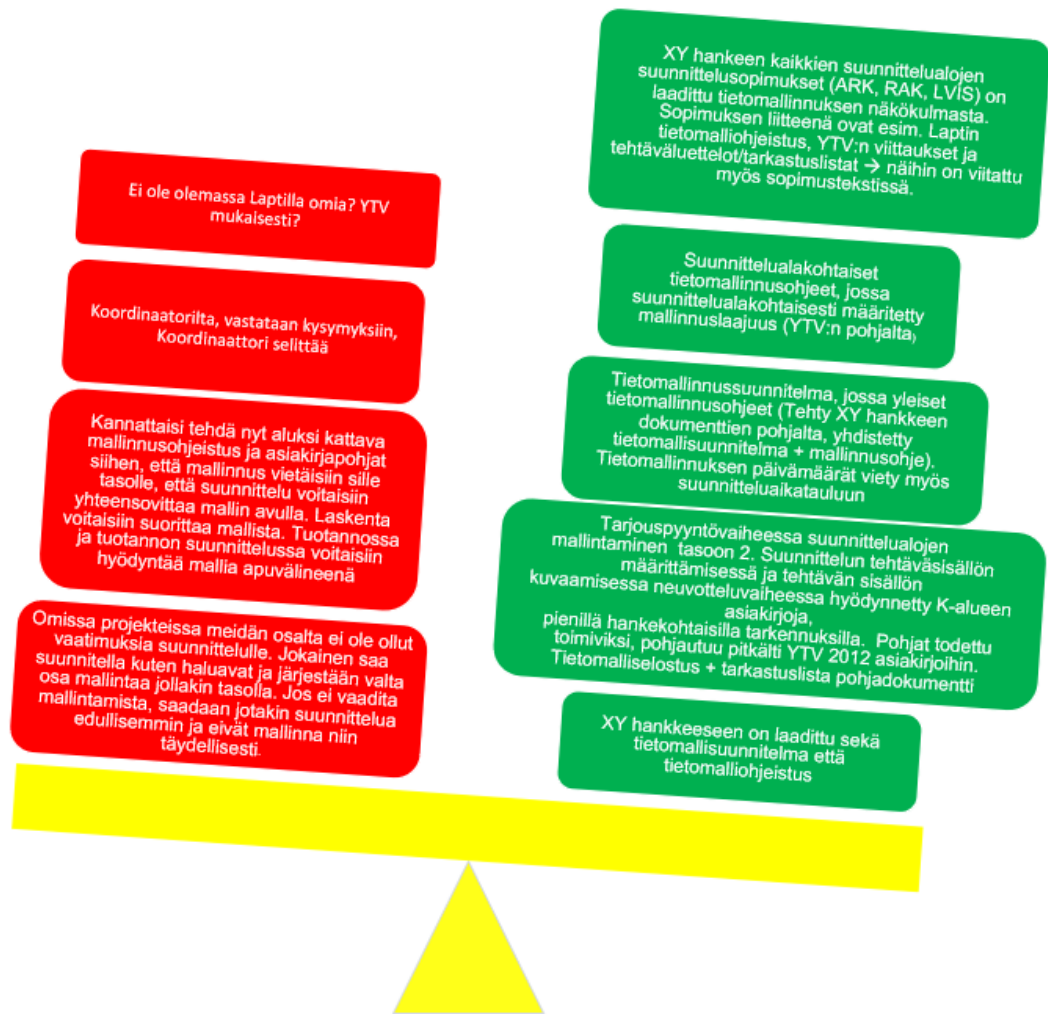 Ei ole olemassa Laptilla omia? YTV
mukaisesti?
Koordinaatorilta, vastataan kysymyksiin,
Koordinaattori selittää
Kannattaisi tehdä nyt aluksi kattava
mallinnusohjeistus ja asiakirjapohjat
siihen, että mallinnus vietäisiin sille
tasolle, että suunnittelu voitaisiin
yhteensovittaa mallin avulla. Laskenta
voitaisiin suorittaa mallista. Tuotannossa
ja tuotannon suunnittelussa voitaisiin
hyödyntää mallia apuvälineenä
Omissa projekteissa meidän osalta ei ole ollut
vaatimuksia suunnittelulle. Jokainen saa
suunnitella kuten haluavat ja järjestään valta
osa mallintaa jollakin tasolla. Jos ei vaadita
mallintamista, saadaan jotakin suunnittelua
edullisemmin ja eivät mallinna niin
täydellisesti.
XY hankeen kaikkien suunnittelualojen
suunnittelusopimukset (ARK, RAK, LVIS) on
laadittu tietomallinnuksen näkökulmasta.
Sopimuksen liitteenä ovat esim. Laptin
tietomalliohjeistus, YTV:n viittaukset ja
tehtäväluettelot/tarkastuslistat → näihin on viitattu
myös sopimustekstissä.
Suunnittelualakohtaiset
tietomallinnusohjeet, jossa
suunnittelualakohtaisesti määritetty
mallinnuslaajuus (YTV:n pohjalta)
Tietomallinnussuunnitelma, jossa yleiset
tietomallinnusohjeet (Tehty XY hankkeen
dokumenttien pohjalta, yhdistetty
tietomallisuunnitelma + mallinnusohje).
Tietomallinnuksen päivämäärät viety myös
suunnitteluaikatauluun
Tarjouspyyntövaiheessa suunnittelualojen
mallintaminen tasoon 2. Suunnittelun tehtäväsisällön
määrittämisessä ja tehtävän sisällön
kuvaamisessa neuvotteluvaiheessa hyödynnetty K-alueen
asiakirjoja,
pienillä hankekohtaisilla tarkennuksilla. Pohjat todettu
toimiviksi, pohjautuu pitkälti YTV 2012 asiakirjoihin.
Tietomalliselostus + tarkastuslista pohjadokumentti
XY hankkeeseen on laadittu sekä
tietomallisuunnitelma että
tietomalliohjeistus